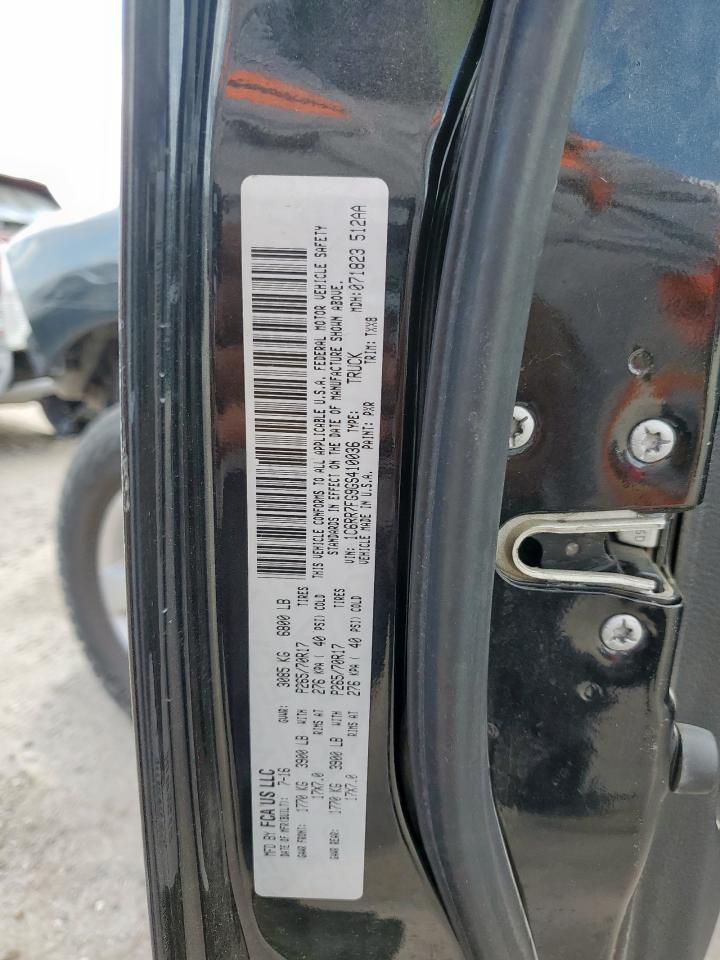 MFD BY FCA US LLC
DATE OF MFR(BUILT): 7-16 GVWR: 3085 KG 6800 LB
GAWR FRONT: 1770 KG 3900 LB WITH P265/70R17 TIRES
17X7.0 RIMS AT 276 KPA ( 40 PSI) COLD
GAWR REAR: 1770 KG 3900 LB WITH P265/70R17 TIRES
17X7.0 RIMS AT 276 KPA ( 40 PSI) COLD
THIS VEHICLE CONFORMS TO ALL APPLICABLE U.S.A. FEDERAL MOTOR VEHICLE SAFETY
STANDARDS IN EFFECT ON THE DATE OF MANUFACTURE SHOWN ABOVE.
VIN: 1C6RR7FG9GS410036 TYPE: TRUCK MDH:071823 512AA
VEHICLE MADE IN U.S.A. PAINT: PXR TRIM: TXX8